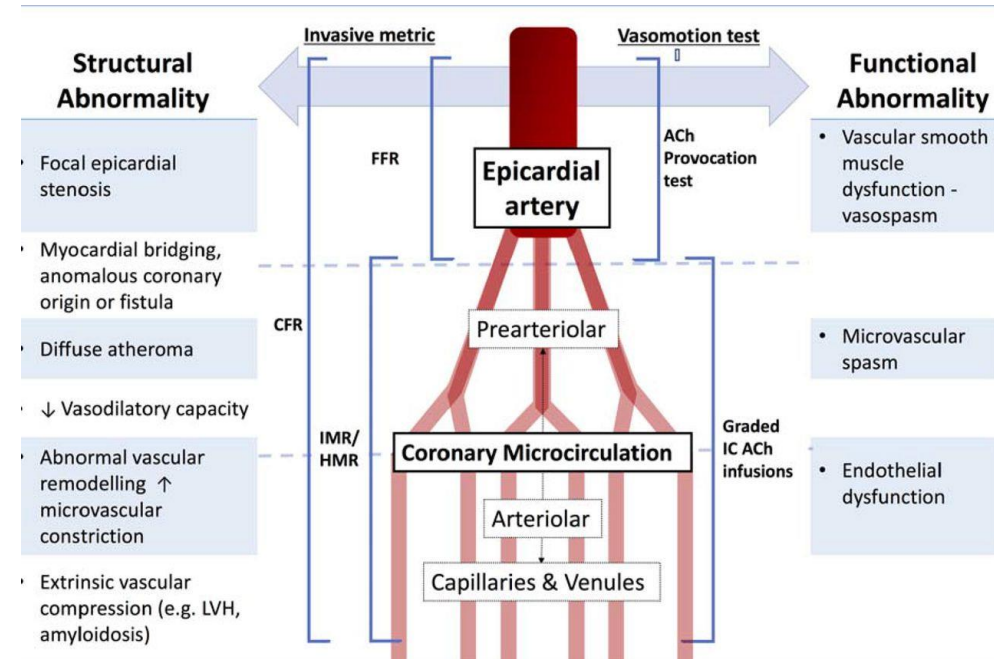 Invasive metric
Vasomotion test
Structural
Abnormality
• Focal epicardial
stenosis
• Myocardial bridging,
anomalous coronary
origin or fistula
• Diffuse atheroma
• ↓ Vasodilatory capacity
• Abnormal vascular
remodelling ↑
microvascular
constriction
• Extrinsic vascular
compression (e.g. LVH,
amyloidosis)
CFR
FFR
IMR/
HMR
Epicardial
artery
Prearteriolar
Coronary Microcirculation
Arteriolar
Capillaries & Venules
ACh
Provocation
test
Graded
IC ACh
infusions
Functional
Abnormality
• Vascular smooth
muscle
dysfunction -
vasospasm
• Microvascular
spasm
• Endothelial
dysfunction